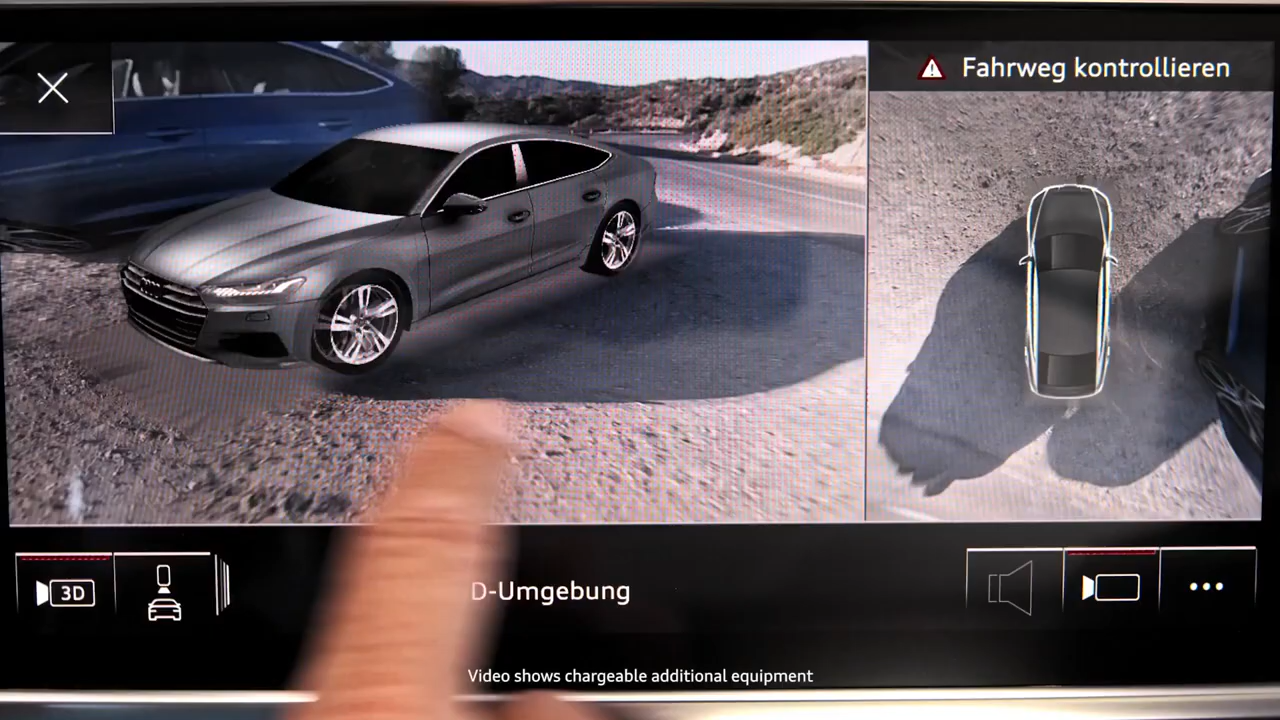 Fahrweg kontrollieren
3D
D-Umgebung
Video shows chargeable additional equipment